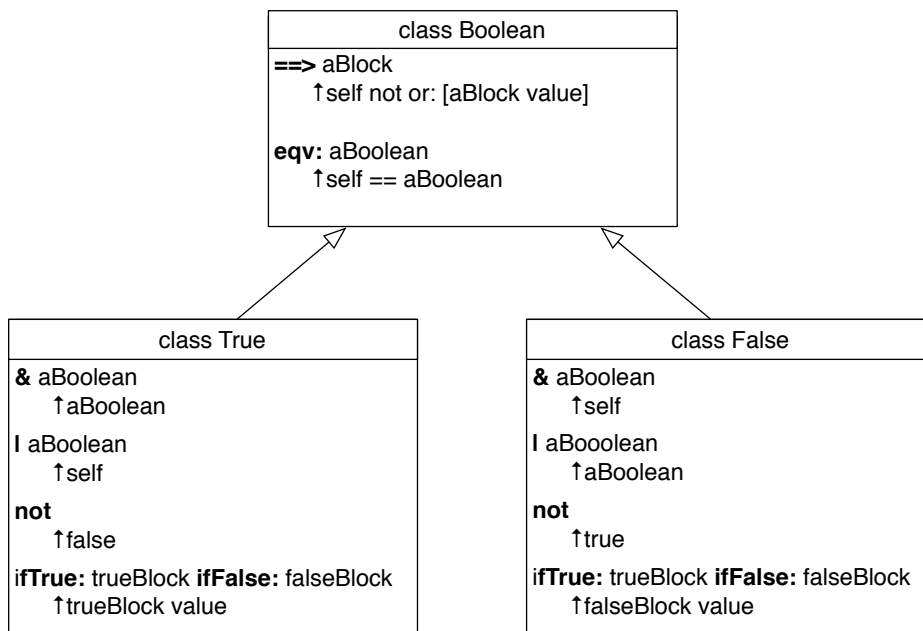 class Boolean
==> aBlock
↑self not or: [aBlock value]
eqv: aBoolean
↑self == aBoolean
class True
& aBoolean
↑aBoolean
| aBoolean
↑self
not
↑false
ifTrue: trueBlock ifFalse: falseBlock
↑trueBlock value
class False
& aBoolean
↑self
| aBooolean
↑aBoolean
not
↑true
ifTrue: trueBlock ifFalse: falseBlock
↑falseBlock value